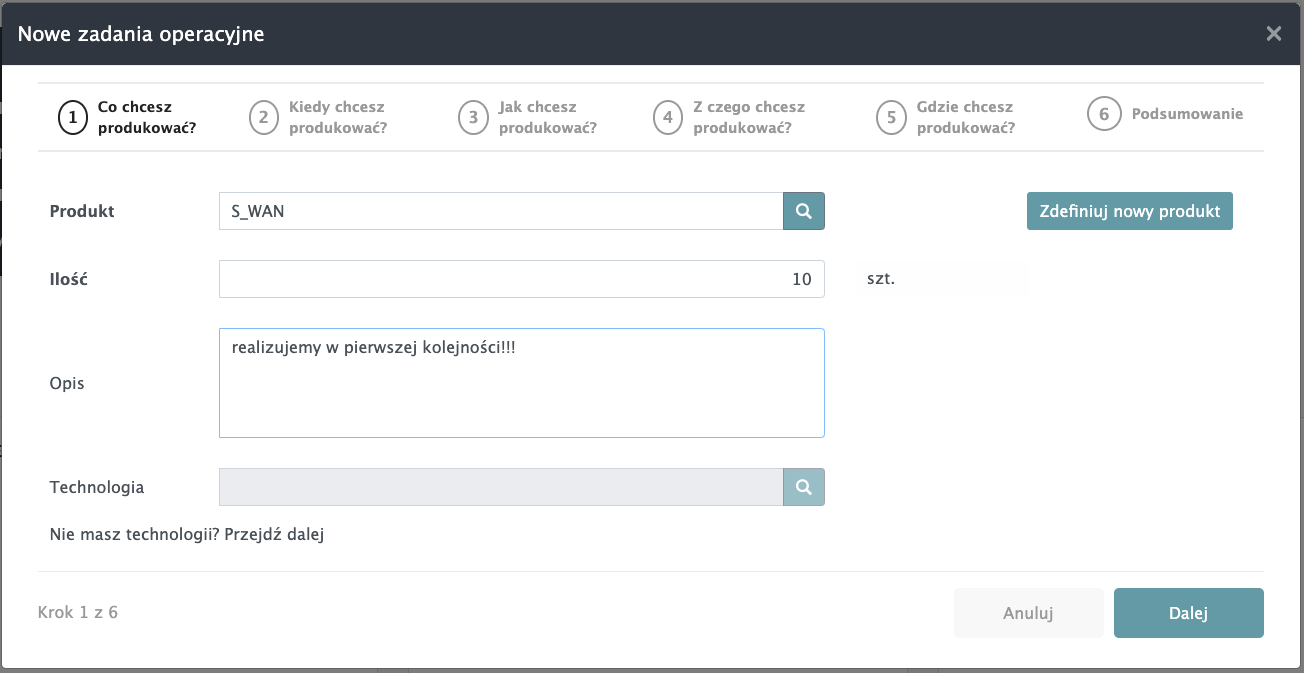 Nowe zadania operacyjne
1 Co chcesz
produkować?
2 Kiedy chcesz
produkować?
3 Jak chcesz
produkować?
4 Z czego chcesz
produkować?
5 Gdzie chcesz
produkować?
6 Podsumowanie
Produkt S_WAN Zdefiniuj nowy produkt
Ilość 10 szt.
Opis realizujemy w pierwszej kolejności!!!
Technologia
Nie masz technologii? Przejdź dalej
Krok 1 z 6 Anuluj Dalej